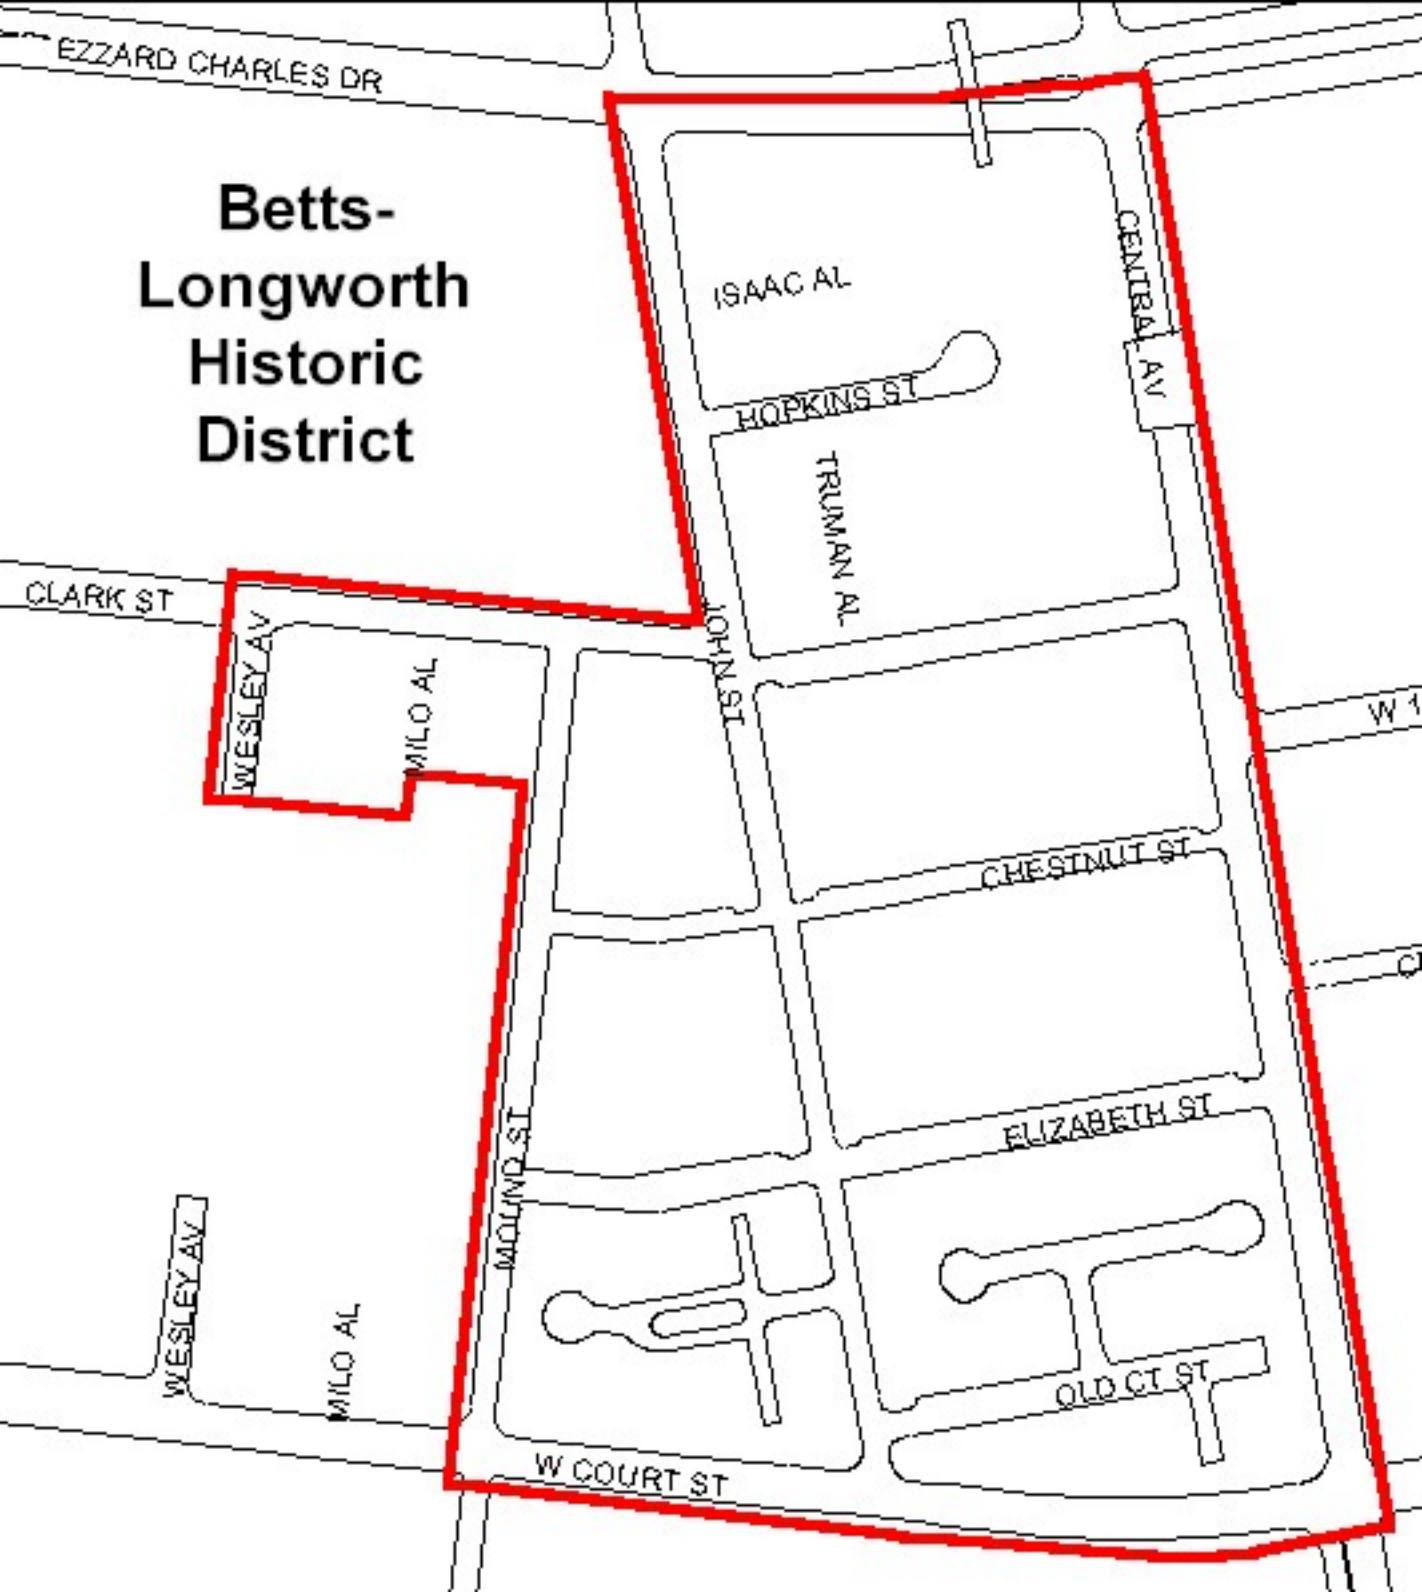 EZZARD CHARLES DR
Betts-
Longworth
Historic
District
CENTRAL AV
ISAAC AL
HOPKINS ST
TRUMAN AL
CLARK ST
WESLEY AV
MILO AL
JOHN ST
W 1
CHESTNUT ST
ELIZABETH ST
MOUND ST
WESLEY AV
MILO AL
OLD CT ST
W COURT ST